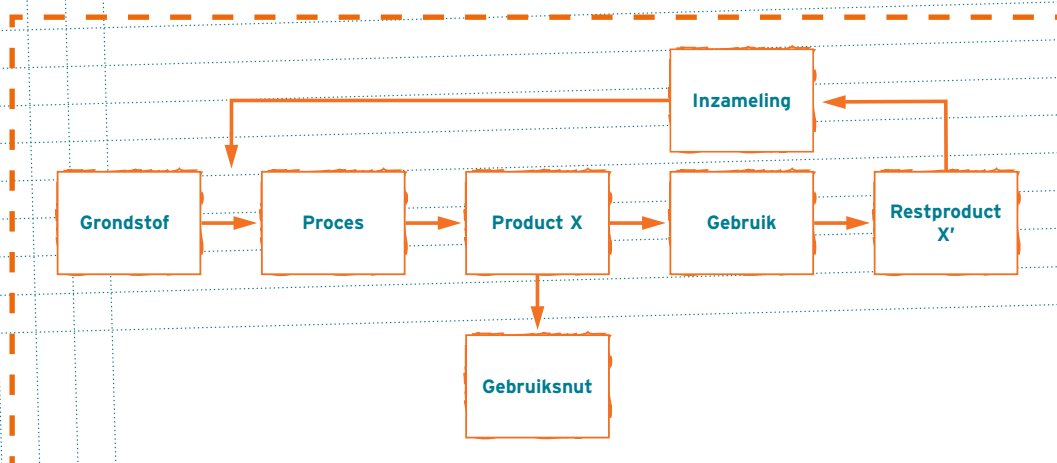 Inzameling
Grondstof
Proces
Product X
Gebruik
Restproduct
X'
Gebruiksnut